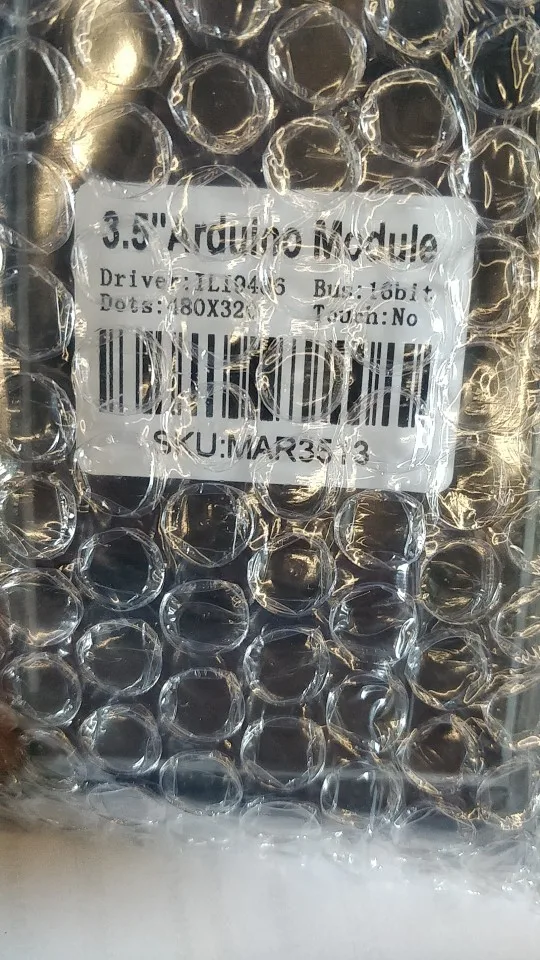 3.5"Arduino Module
Driver:ILI9486 Bus:16bit
Dots:480X320 Touch:No
SKU:MAR3513